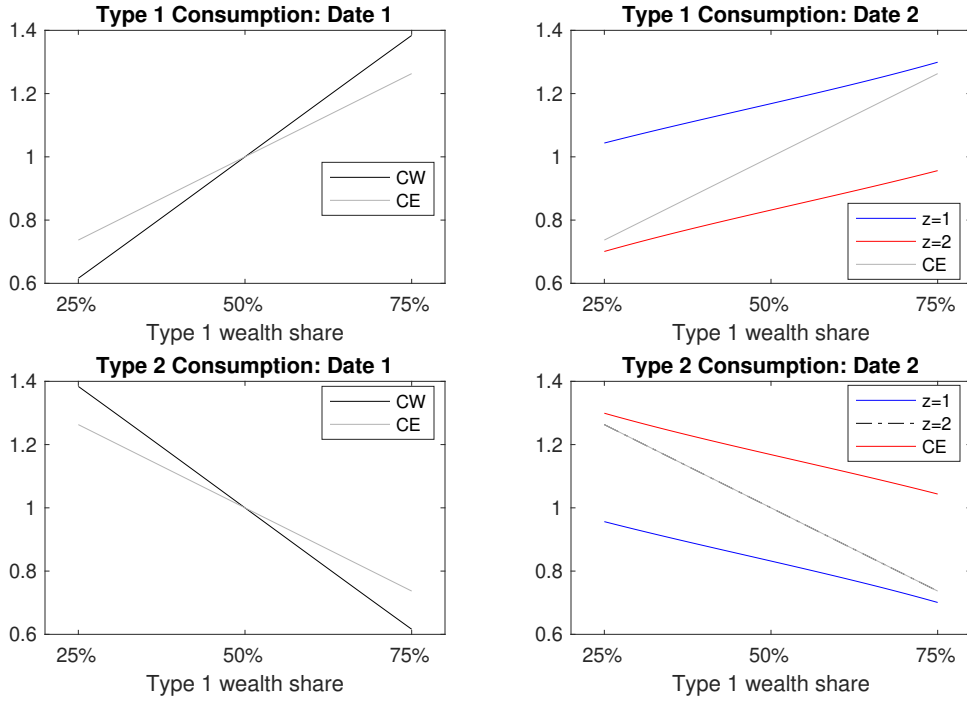 Type 1 Consumption: Date 1
1.4
1.2
1
0.8
0.6
CW
CE
25%
50%
75%
Type 1 wealth share
Type 1 Consumption: Date 2
1.4
1.2
1
0.8
0.6
z=1
z=2
CE
25%
50%
75%
Type 1 wealth share
Type 2 Consumption: Date 1
1.4
1.2
1
0.8
0.6
CW
CE
25%
50%
75%
Type 1 wealth share
Type 2 Consumption: Date 2
1.4
1.2
1
0.8
0.6
z=1
z=2
CE
25%
50%
75%
Type 1 wealth share